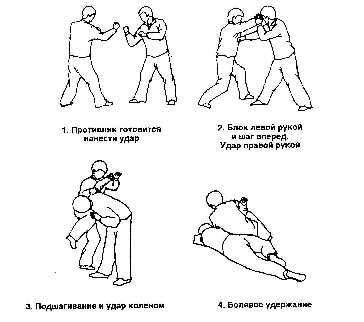 1. Противник готовится
нанести удар
2. Блок левой рукой
и шаг вперед.
Удар правой рукой
3. Подшагивание и удар коленом
4. Болевое удержание